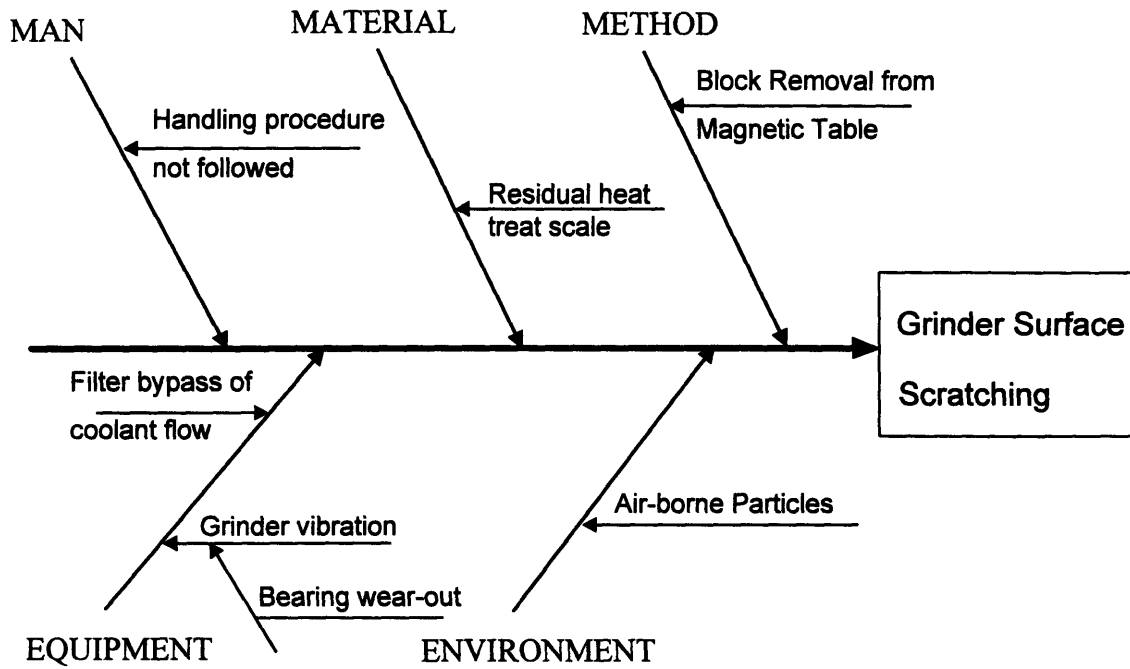 MAN
MATERIAL
METHOD
Block Removal from
Magnetic Table
Handling procedure
not followed
Residual heat
treat scale
Grinder Surface
Scratching
Filter bypass of
coolant flow
Air-borne Particles
Grinder vibration
Bearing wear-out
EQUIPMENT
ENVIRONMENT